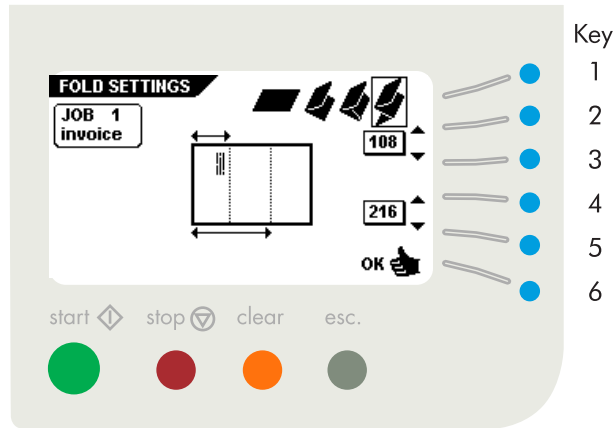 FOLD SETTINGS
JOB 1
invoice
108
216
OK
start
stop
clear
esc.
Key
1
2
3
4
5
6